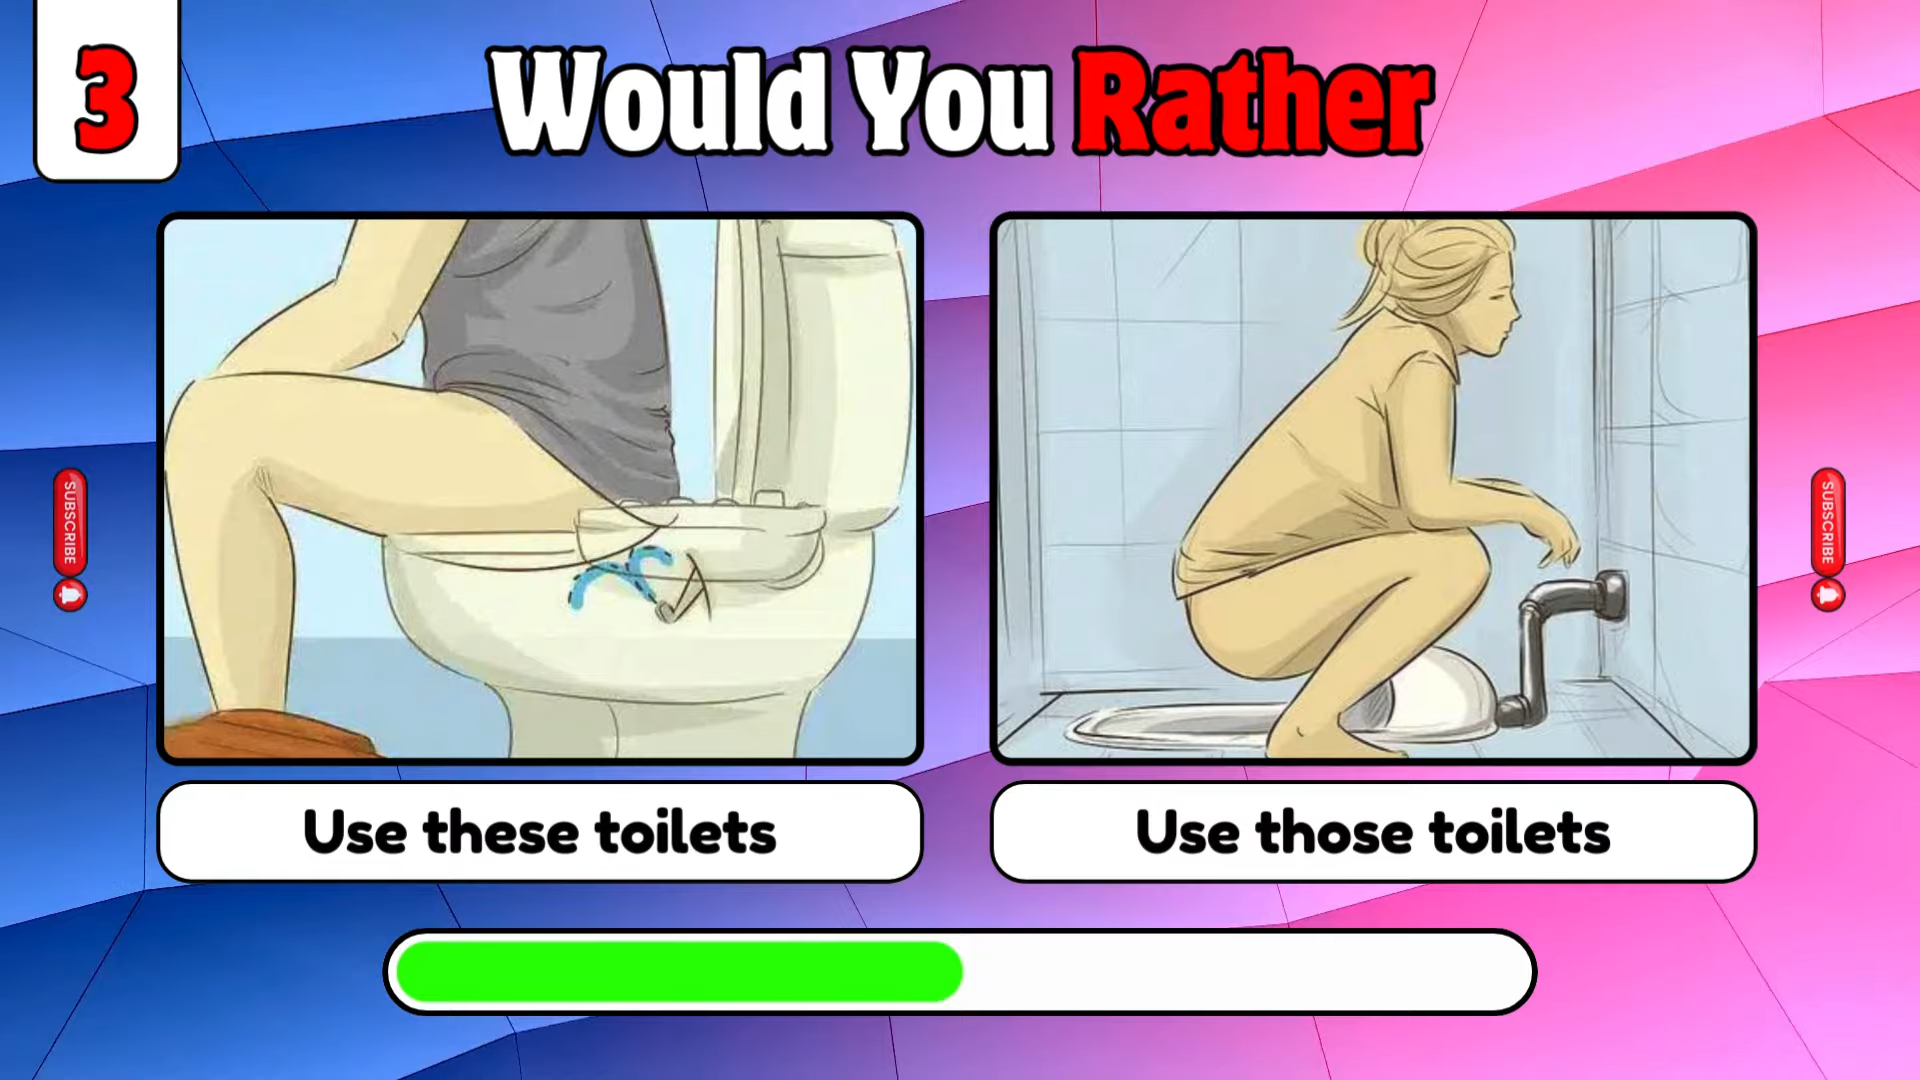 3
Would You Rather
SUBSCRIBE
SUBSCRIBE
Use these toilets
Use those toilets